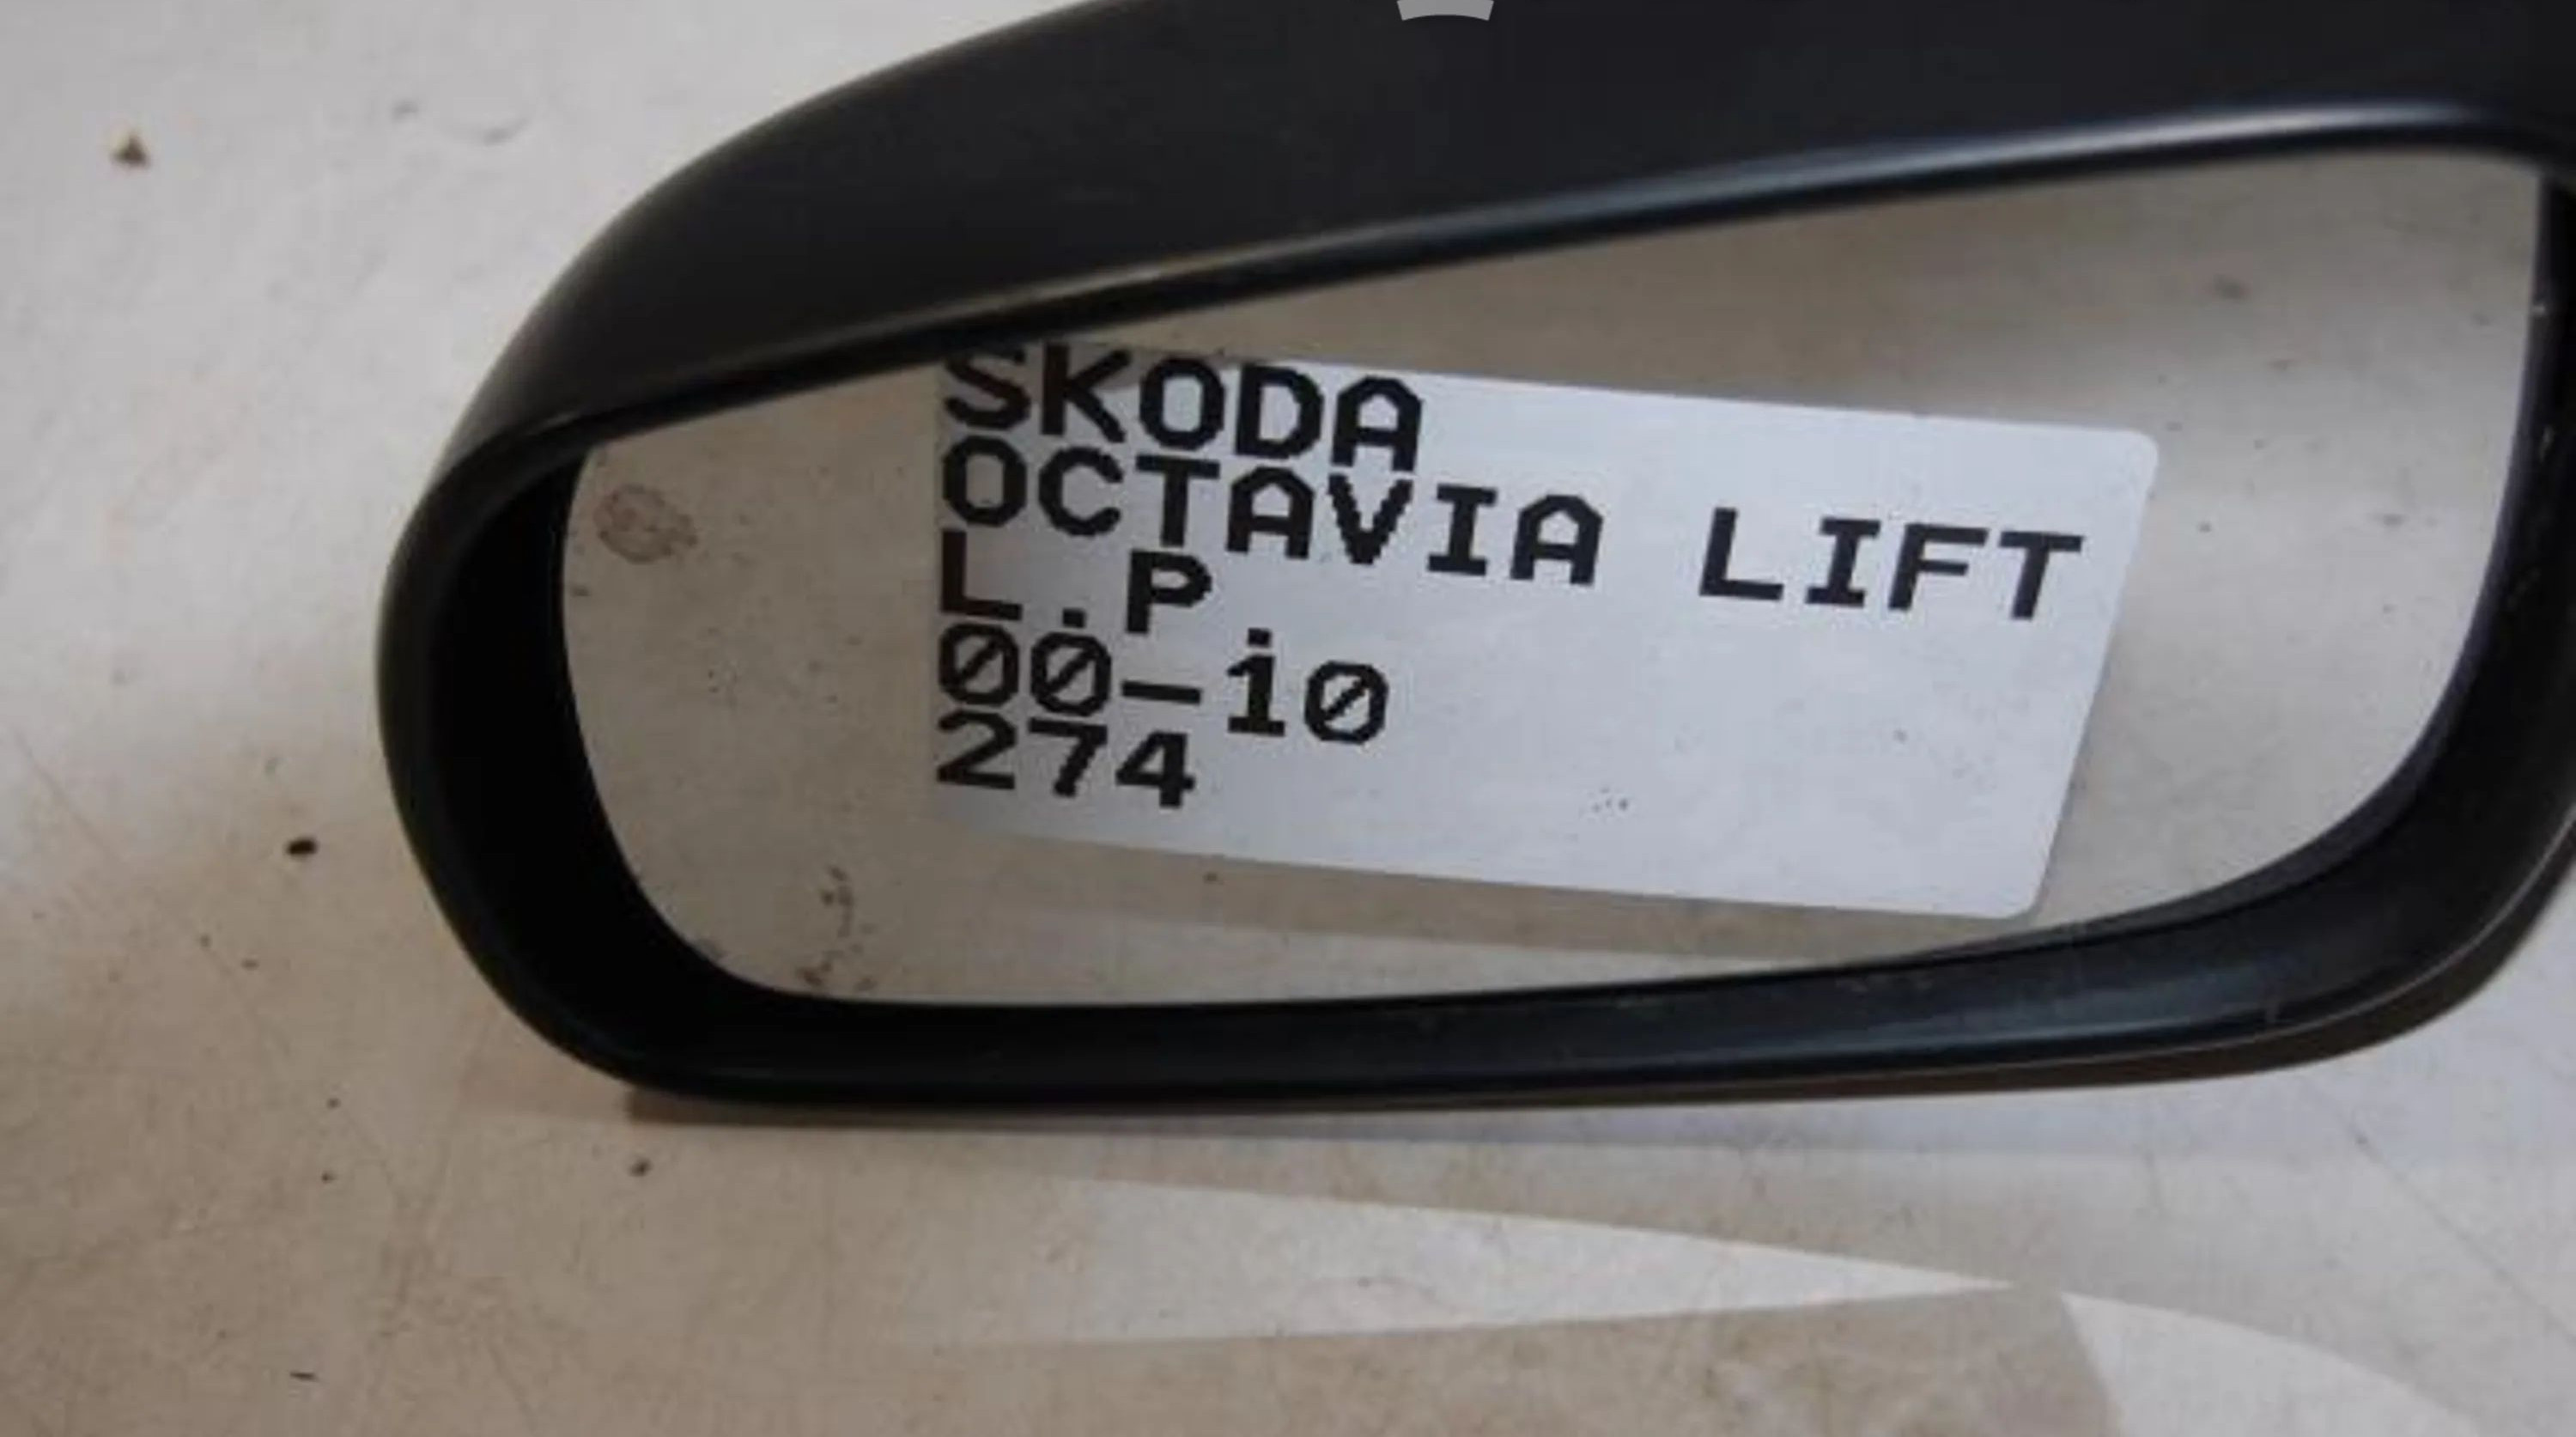 SKODA
OCTAVIA LIFT
L.P.
00-10
274